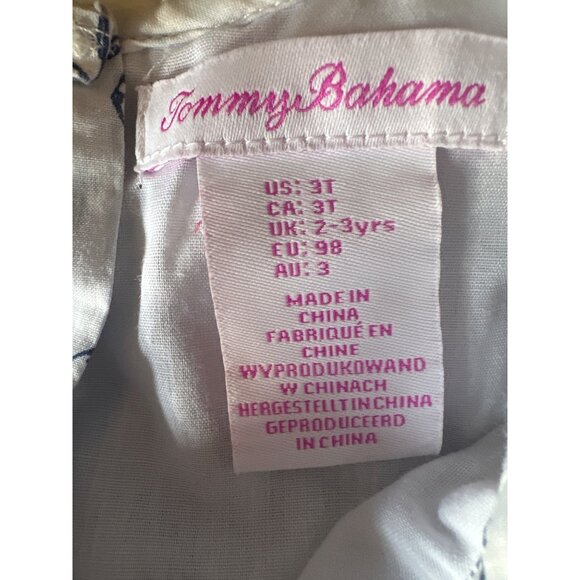 Tommy Bahama
US: 3T
CA: 3T
UK: 2-3yrs
EU: 98
AU: 3
MADE IN
CHINA
FABRIQUÉ EN
CHINE
WYPRODUKOWAND
W CHINACH
HERGESTELLT IN CHINA
GEPRODUCEERD
IN CHINA